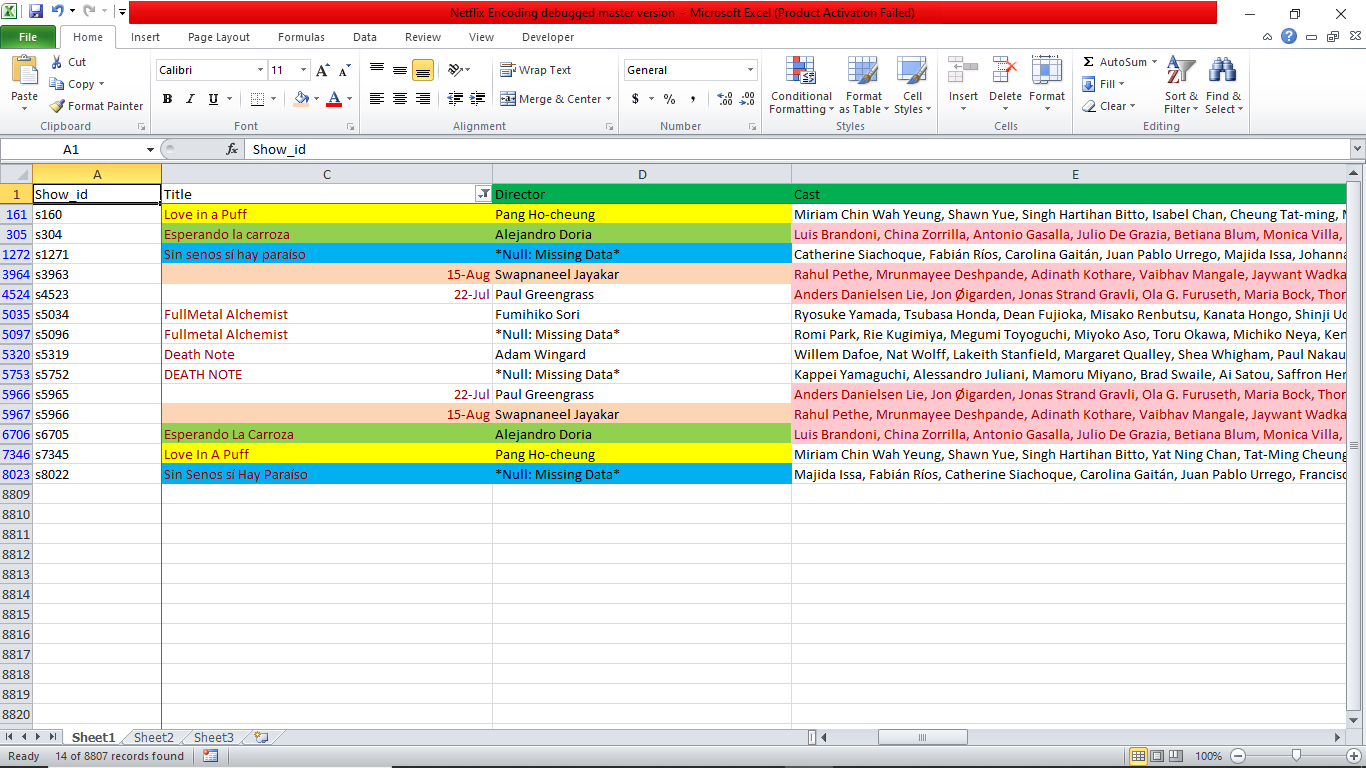 Netflix Encoding debugged master version - Microsoft Excel (Product Activation Failed)
File Home Insert Page Layout Formulas Data Review View Developer
Paste
Cut
Copy
Format Painter
Clipboard
Calibri 11
B I U
Font
Wrap Text
Merge & Center
Alignment
General
$ % ,
Number
Conditional Formatting
Format as Table
Cell Styles
Styles
Insert
Delete
Format
Cells
AutoSum
Fill
Clear
Sort & Filter
Find & Select
Editing
A1 fx Show_id
A C D E
1 Show_id Title Director Cast
161 s160 Love in a Puff Pang Ho-cheung Miriam Chin Wah Yeung, Shawn Yue, Singh Hartihan Bitto, Isabel Chan, Cheung Tat-ming,
305 s304 Esperando la carroza Alejandro Doria Luis Brandoni, China Zorrilla, Antonio Gasalla, Julio De Grazia, Betiana Blum, Monica Villa,
1272 s1271 Sin senos sí hay paraíso *Null: Missing Data* Catherine Siachoque, Fabián Ríos, Carolina Gaitán, Juan Pablo Urrego, Majida Issa, Johanna
3964 s3963 15-Aug Swapnaneel Jayakar Rahul Pethe, Mrunmayee Deshpande, Adinath Kothare, Vaibhav Mangale, Jaywant Wadka
4524 s4523 22-Jul Paul Greengrass Anders Danielsen Lie, Jon Øigarden, Jonas Strand Gravli, Ola G. Furuseth, Maria Bock, Thor
5035 s5034 FullMetal Alchemist Fumihiko Sori Ryosuke Yamada, Tsubasa Honda, Dean Fujioka, Misako Renbutsu, Kanata Hongo, Shinji Uc
5097 s5096 Fullmetal Alchemist *Null: Missing Data* Romi Park, Rie Kugimiya, Megumi Toyoguchi, Miyoko Aso, Toru Okawa, Michiko Neya, Ken
5320 s5319 Death Note Adam Wingard Willem Dafoe, Nat Wolff, Lakeith Stanfield, Margaret Qualley, Shea Whigham, Paul Nakau
5753 s5752 DEATH NOTE *Null: Missing Data* Kappei Yamaguchi, Alessandro Juliani, Mamoru Miyano, Brad Swaile, Ai Satou, Saffron Her
5966 s5965 22-Jul Paul Greengrass Anders Danielsen Lie, Jon Øigarden, Jonas Strand Gravli, Ola G. Furuseth, Maria Bock, Thor
5967 s5966 15-Aug Swapnaneel Jayakar Rahul Pethe, Mrunmayee Deshpande, Adinath Kothare, Vaibhav Mangale, Jaywant Wadka
6706 s6705 Esperando La Carroza Alejandro Doria Luis Brandoni, China Zorrilla, Antonio Gasalla, Julio De Grazia, Betiana Blum, Monica Villa,
7346 s7345 Love In A Puff Pang Ho-cheung Miriam Chin Wah Yeung, Shawn Yue, Singh Hartihan Bitto, Yat Ning Chan, Tat-Ming Cheung
8023 s8022 Sin Senos sí Hay Paraíso *Null: Missing Data* Majida Issa, Fabián Ríos, Catherine Siachoque, Carolina Gaitán, Juan Pablo Urrego, Francisc
8809
8810
8811
8812
8813
8814
8815
8816
8817
8818
8819
8820
Sheet1 Sheet2 Sheet3
Ready 14 of 8807 records found 100%